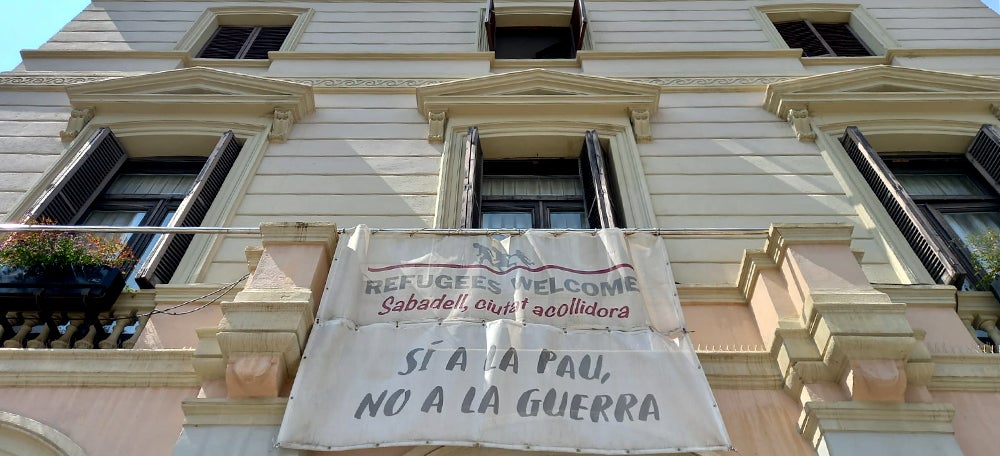 REFUGEES WELCOME
Sabadell, ciutat acollidora
SÍ A LA PAU,
NO A LA GUERRA